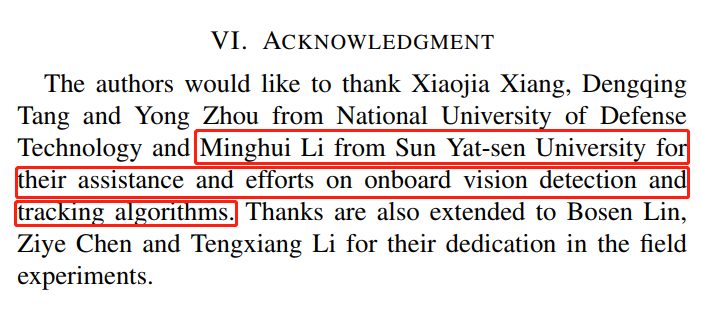 VI. ACKNOWLEDGMENT
The authors would like to thank Xiaojia Xiang, Dengqing
Tang and Yong Zhou from National University of Defense
Technology and Minghui Li from Sun Yat-sen University for
their assistance and efforts on onboard vision detection and
tracking algorithms. Thanks are also extended to Bosen Lin,
Ziye Chen and Tengxiang Li for their dedication in the field
experiments.